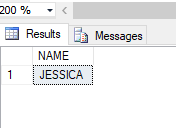 200 %
Results Messages
NAME
1 JESSICA